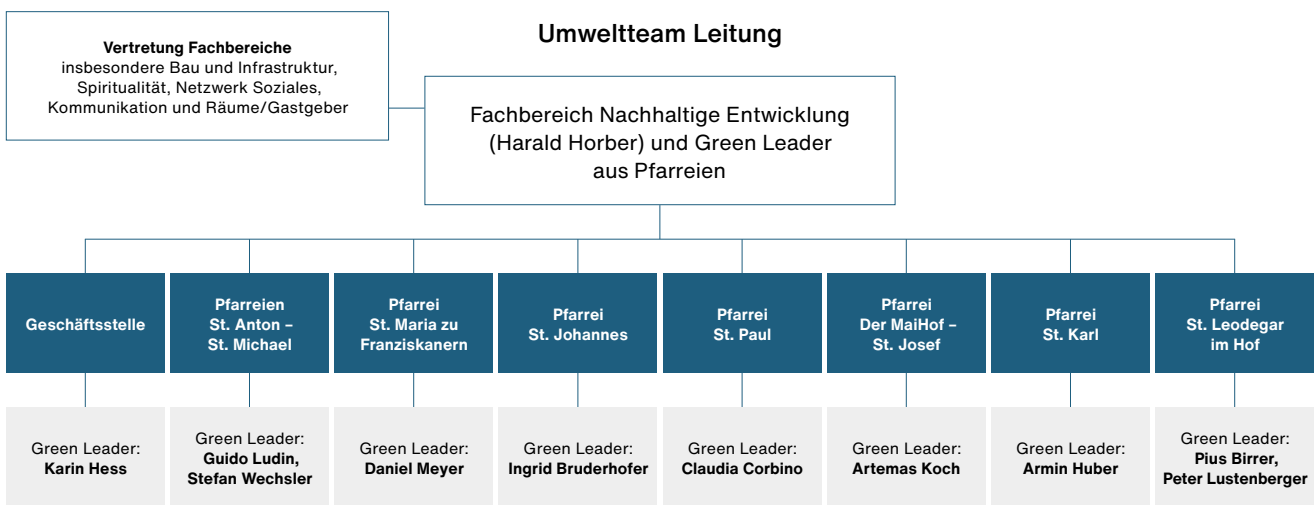 Umweltteam Leitung
Vertretung Fachbereiche
insbesondere Bau und Infrastruktur,
Spiritualität, Netzwerk Soziales,
Kommunikation und Räume/Gastgeber
Fachbereich Nachhaltige Entwicklung
(Harald Horber) und Green Leader
aus Pfarreien
Geschäftsstelle
Pfarreien
St. Anton –
St. Michael
Pfarrei
St. Maria zu
Franziskanern
Pfarrei
St. Johannes
Pfarrei
St. Paul
Pfarrei
Der MaiHof –
St. Josef
Pfarrei
St. Karl
Pfarrei
St. Leodegar
im Hof
Green Leader:
Karin Hess
Green Leader:
Guido Ludin,
Stefan Wechsler
Green Leader:
Daniel Meyer
Green Leader:
Ingrid Bruderhofer
Green Leader:
Claudia Corbino
Green Leader:
Artemas Koch
Green Leader:
Armin Huber
Green Leader:
Pius Birrer,
Peter Lustenberger